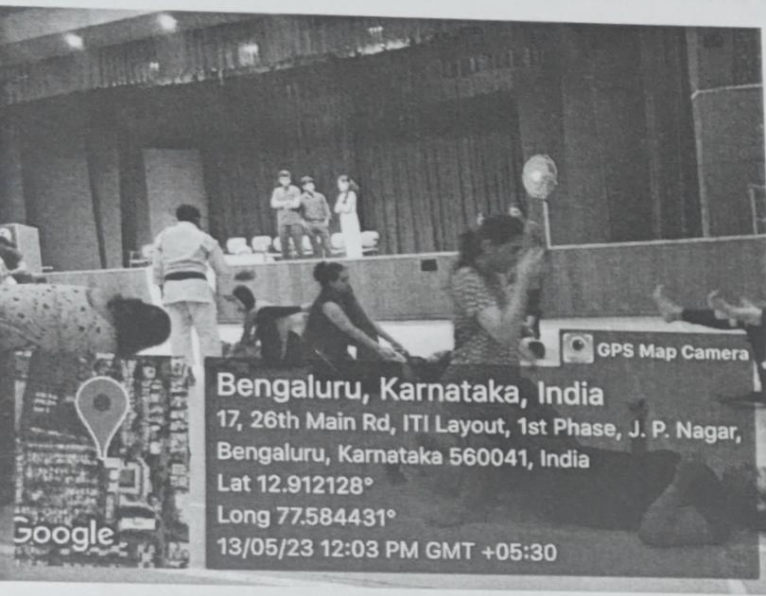 GPS Map Camera
Bengaluru, Karnataka, India
17, 26th Main Rd, ITI Layout, 1st Phase, J. P. Nagar,
Bengaluru, Karnataka 560041, India
Lat 12.912128°
Long 77.584431°
13/05/23 12:03 PM GMT +05:30
Google